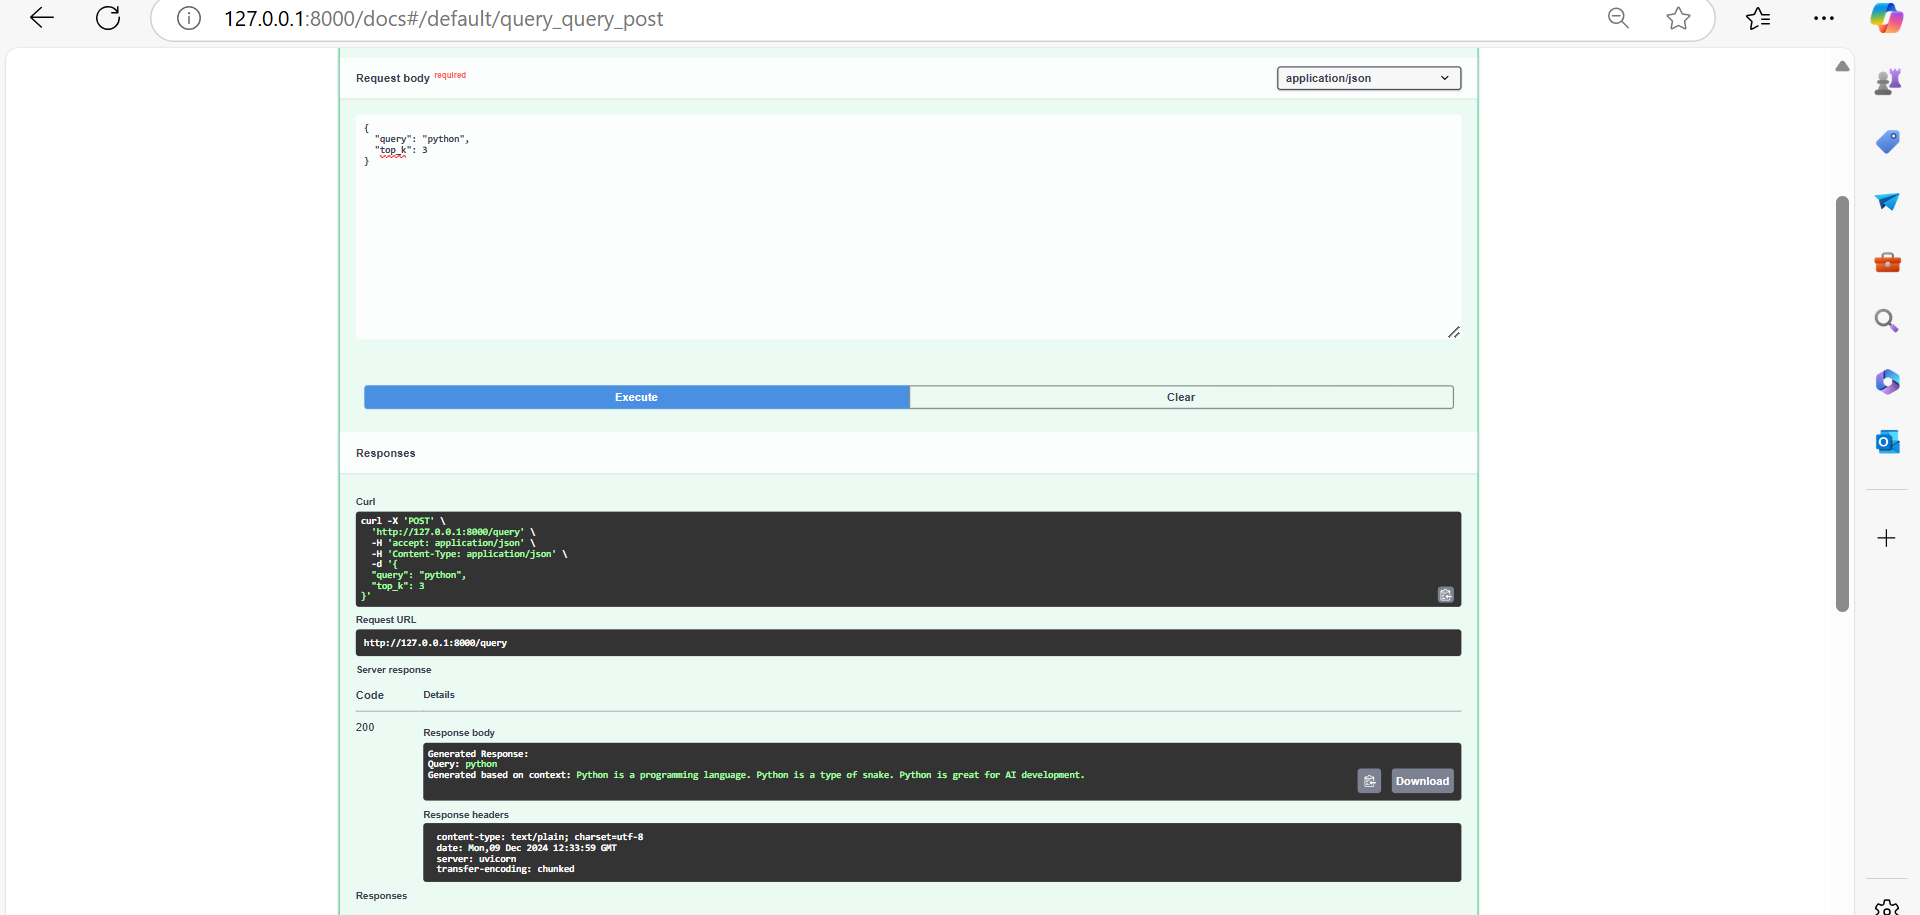 127.0.0.1:8000/docs#/default/query_query_post
Request body required
application/json
{
"query": "python",
"top_k": 3
}
Execute
Clear
Responses
Curl
curl -X 'POST' \
'http://127.0.0.1:8000/query' \
-H 'accept: application/json' \
-H 'Content-Type: application/json' \
-d '{
"query": "python",
"top_k": 3
}'
Request URL
http://127.0.0.1:8000/query
Server response
Code Details
200
Response body
Generated Response:
Query: python
Generated based on context: Python is a programming language. Python is a type of snake. Python is great for AI development.
Download
Response headers
content-type: text/plain; charset=utf-8
date: Mon,09 Dec 2024 12:33:59 GMT
server: uvicorn
transfer-encoding: chunked
Responses